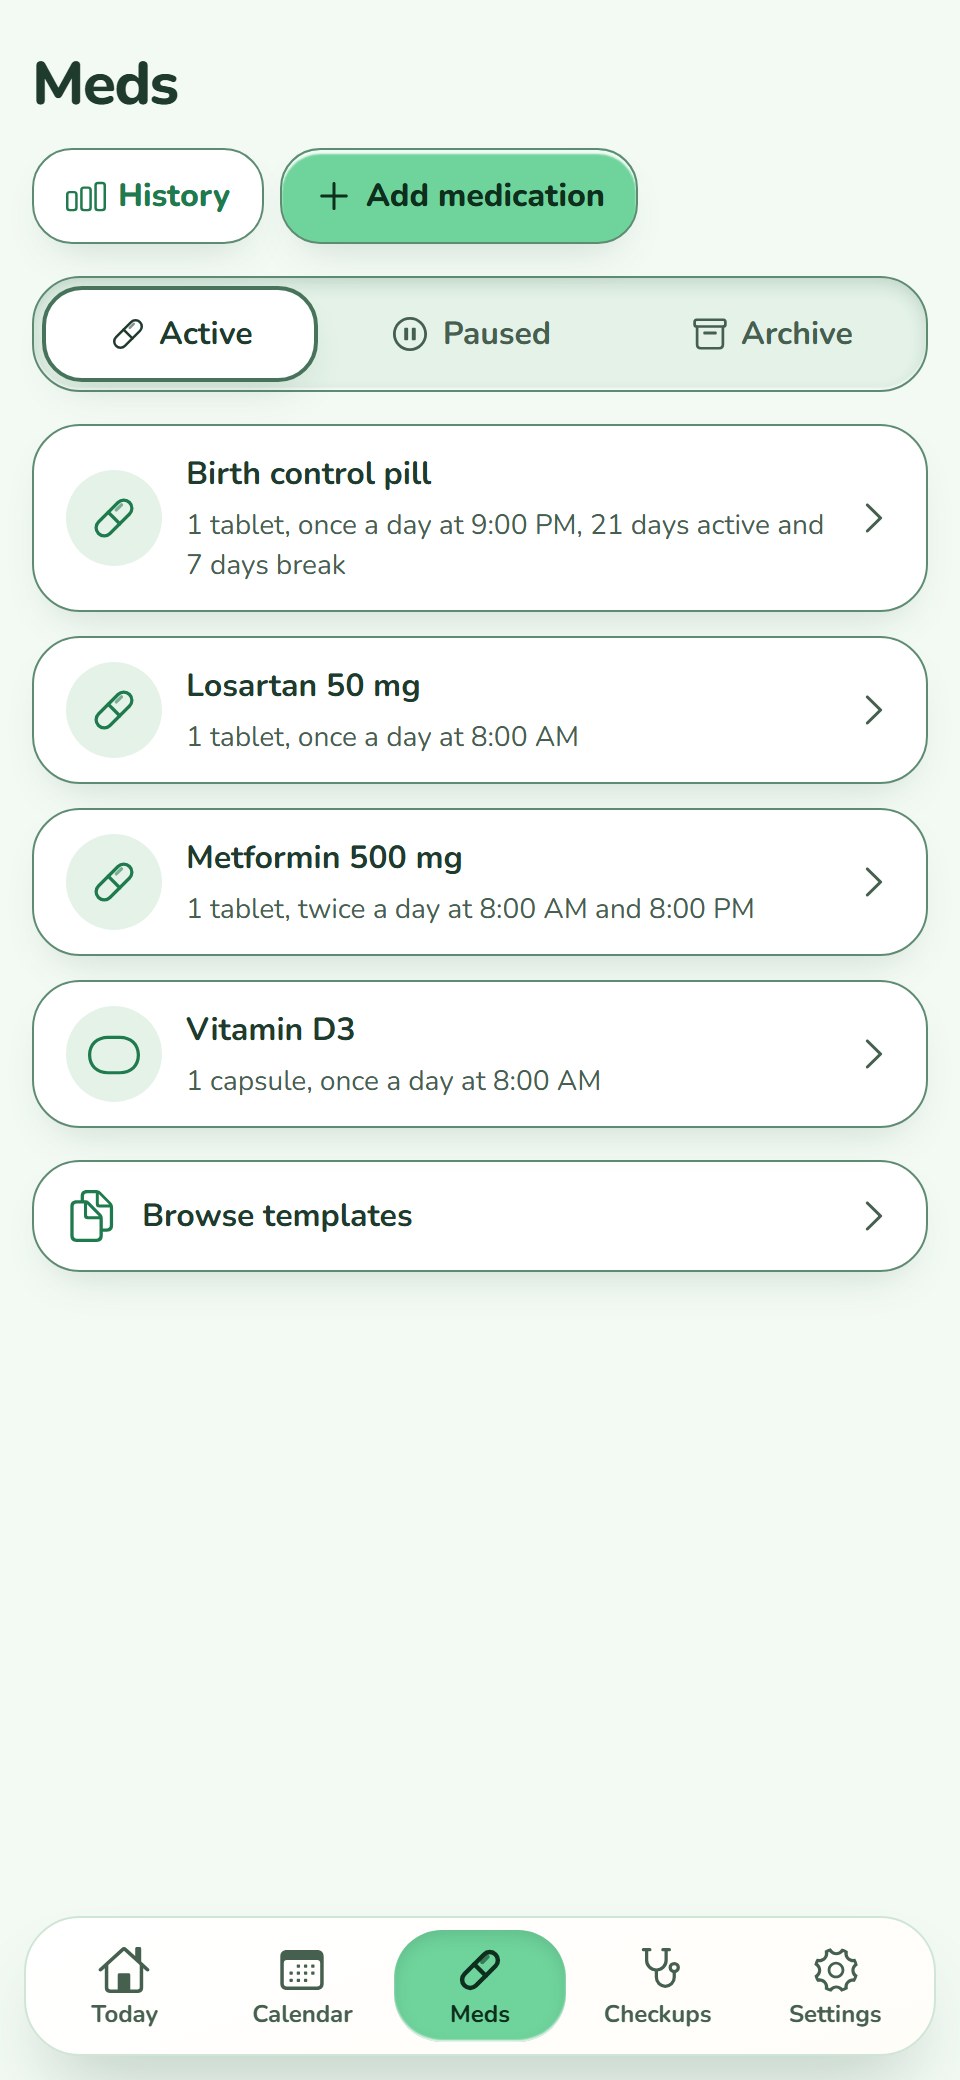 Meds
History
Add medication
Active
Paused
Archive
Birth control pill
1 tablet, once a day at 9:00 PM, 21 days active and
7 days break
Losartan 50 mg
1 tablet, once a day at 8:00 AM
Metformin 500 mg
1 tablet, twice a day at 8:00 AM and 8:00 PM
Vitamin D3
1 capsule, once a day at 8:00 AM
Browse templates
Today
Calendar
Meds
Checkups
Settings